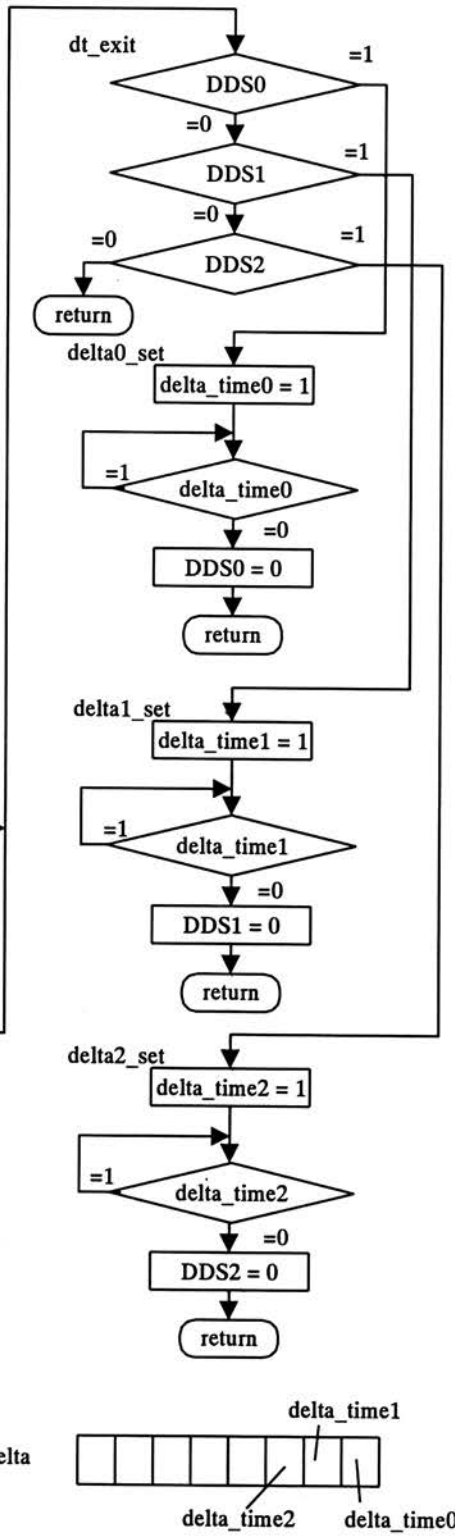 dt_exit
=1
DDS0
=0
=1
DDS1
=0
=0
=1
DDS2
return
delta0_set
delta_time0 = 1
=1
delta_time0
=0
DDS0 = 0
return
delta1_set
delta_time1 = 1
=1
delta_time1
=0
DDS1 = 0
return
delta2_set
delta_time2 = 1
=1
delta_time2
=0
DDS2 = 0
return
delta_time1
elta
delta_time2
delta_time0